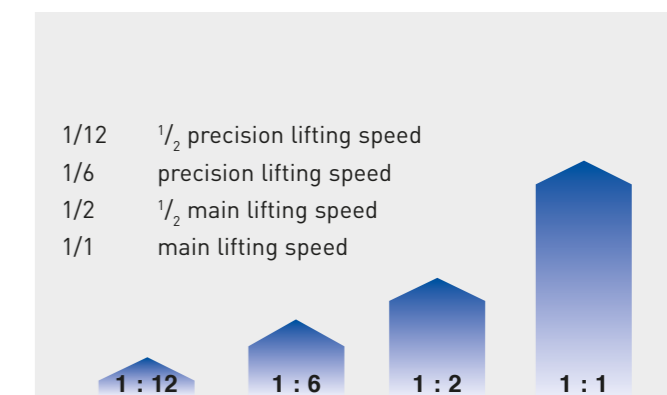 1/12 1/2 precision lifting speed
1/6 precision lifting speed
1/2 1/2 main lifting speed
1/1 main lifting speed
1 : 12 1 : 6 1 : 2 1 : 1